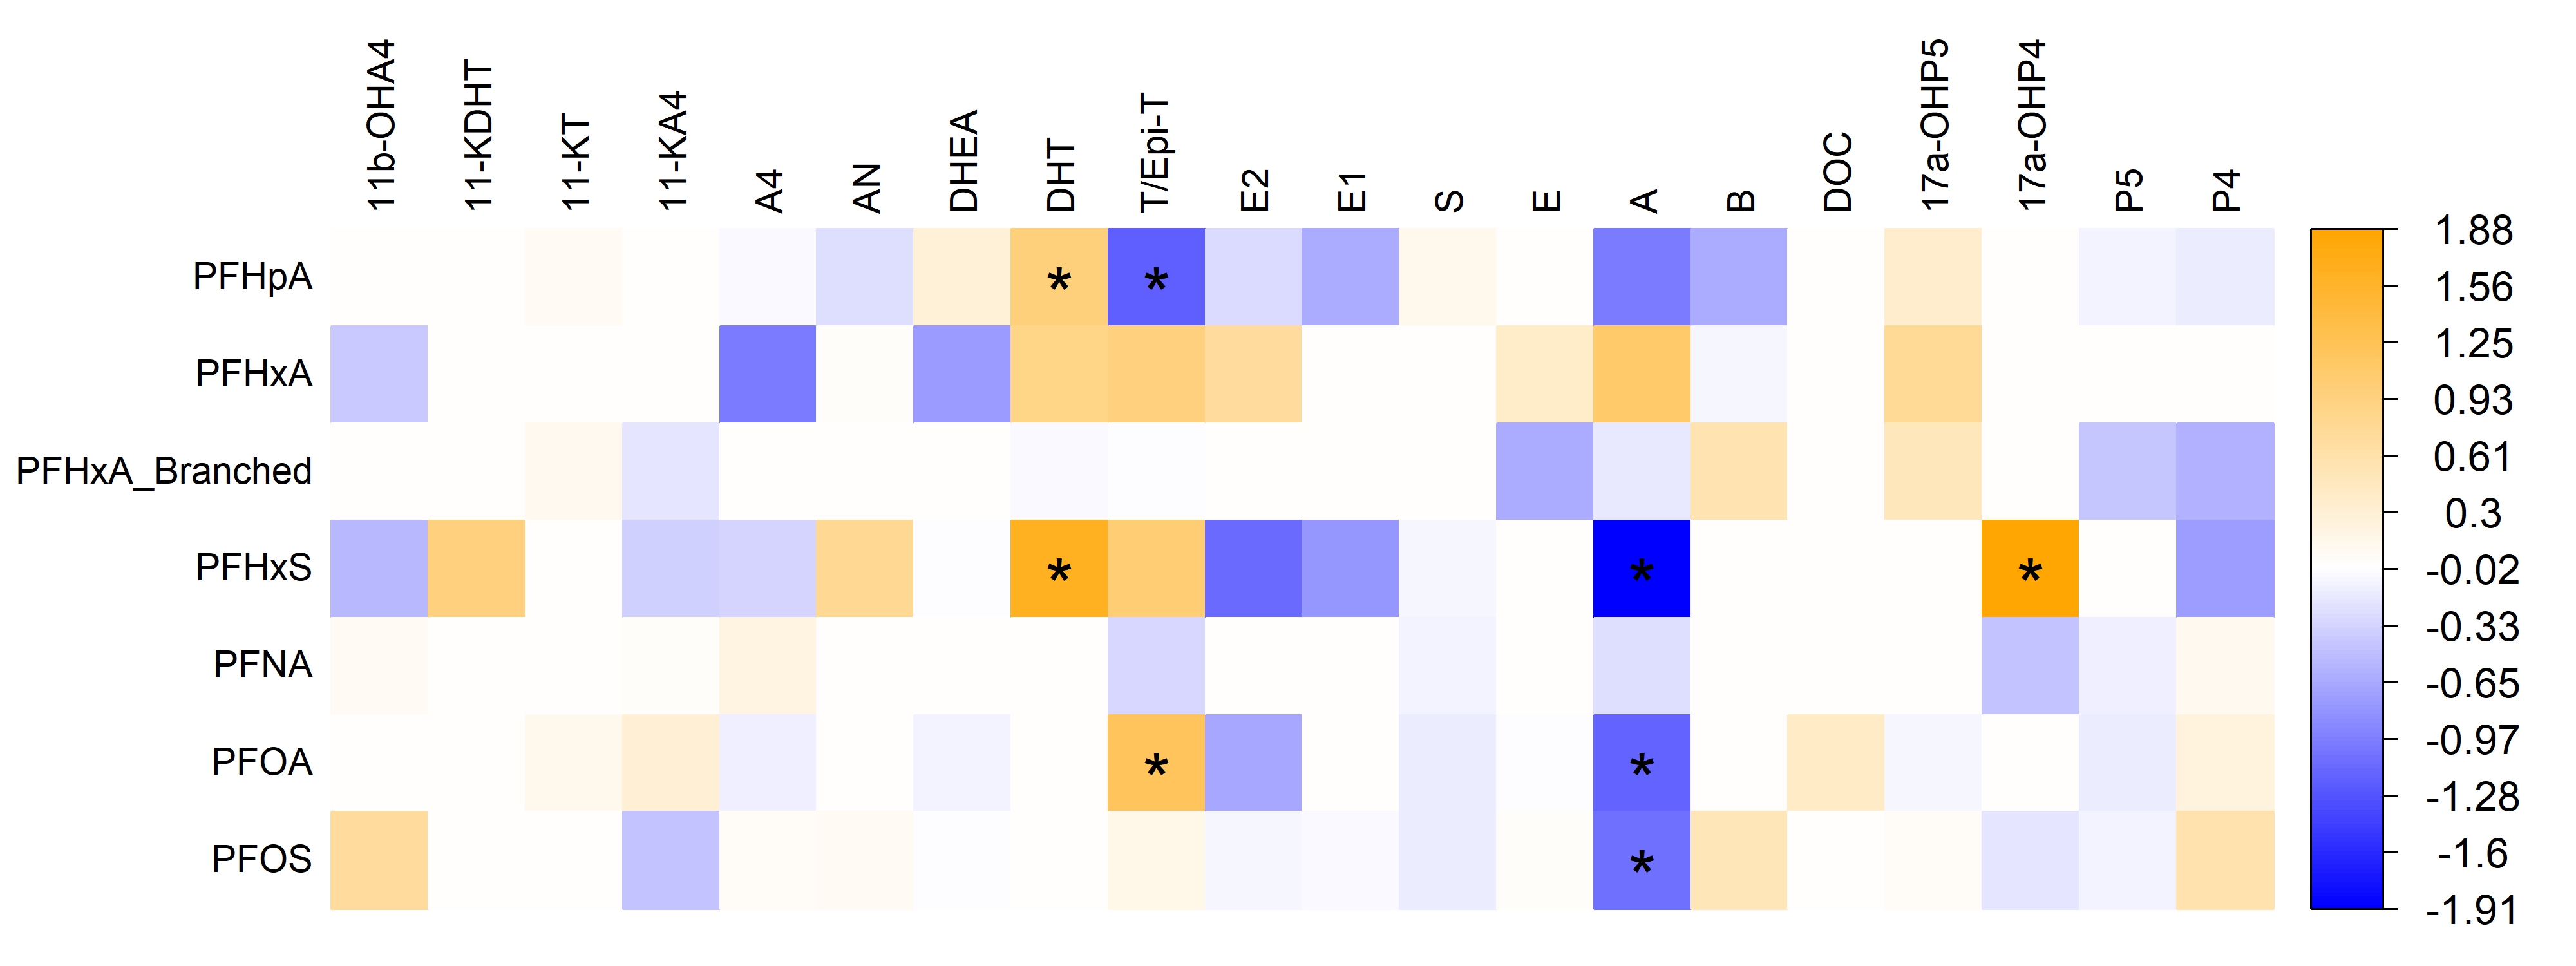 11b-OHA4
11-KDHT
11-KT
11-KA4
A4
AN
DHEA
DHT
T/Epi-T
E2
E1
S
E
A
B
DOC
17a-OHP5
17a-OHP4
P5
P4
PFHpA * *
PFHxA
PFHxA_Branched
PFHxS * * *
PFNA
PFOA * *
PFOS *
1.88
1.56
1.25
0.93
0.61
0.3
-0.02
-0.33
-0.65
-0.97
-1.28
-1.6
-1.91